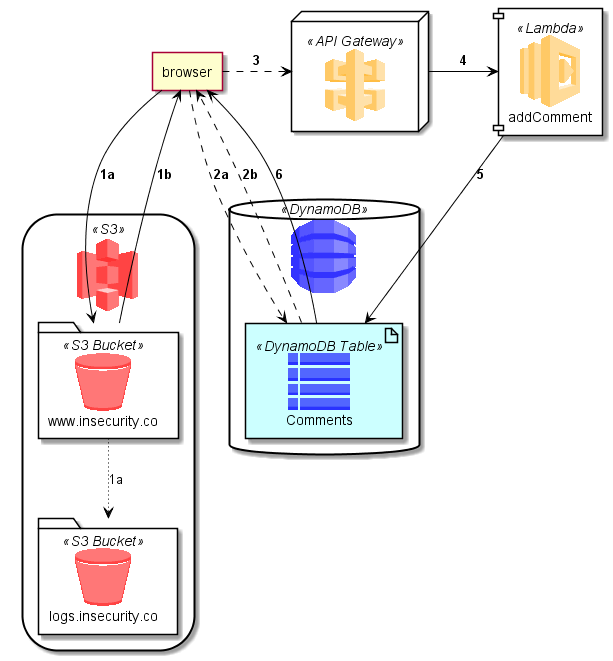 «API Gateway»
«Lambda»
addComment
browser
3
4
1a
1b
2a
2b
6
5
«S3»
«DynamoDB»
«S3 Bucket»
www.insecurity.co
«DynamoDB Table»
Comments
1a
«S3 Bucket»
logs.insecurity.co